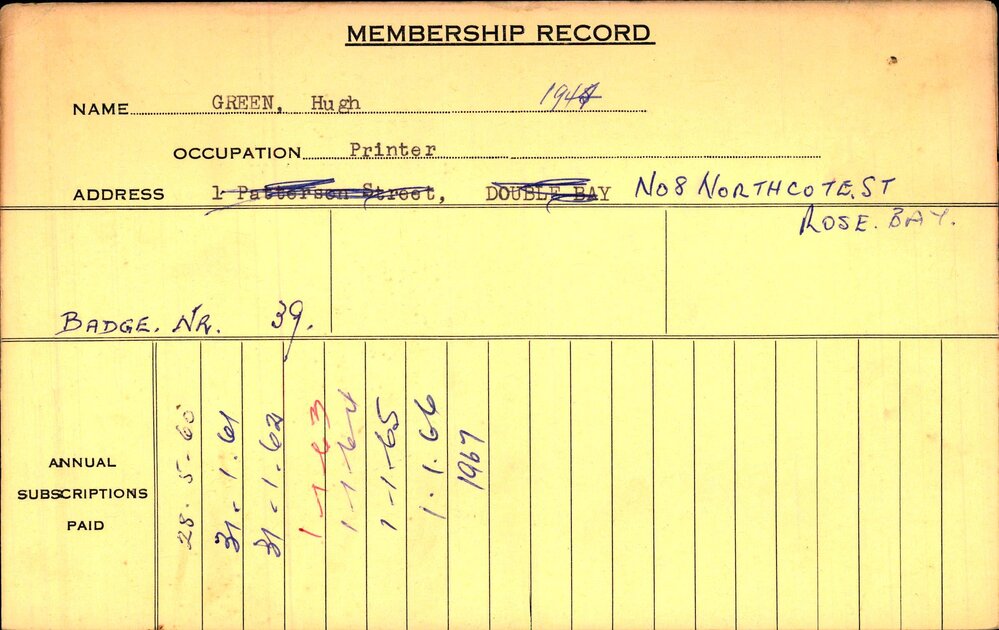 MEMBERSHIP RECORD
NAME GREEN, Hugh
OCCUPATION Printer
ADDRESS 1 Patterson Street, DOUBLE BAY No 8 NORTHCOTE. ST
ROSE. BAY.
BADGE. NR. 39.
ANNUAL
SUBSCRIPTIONS
PAID
28.5.60
31.1.61
31.1.62
1-1-63
1-1-64
1-1-65
1.1.66
1967